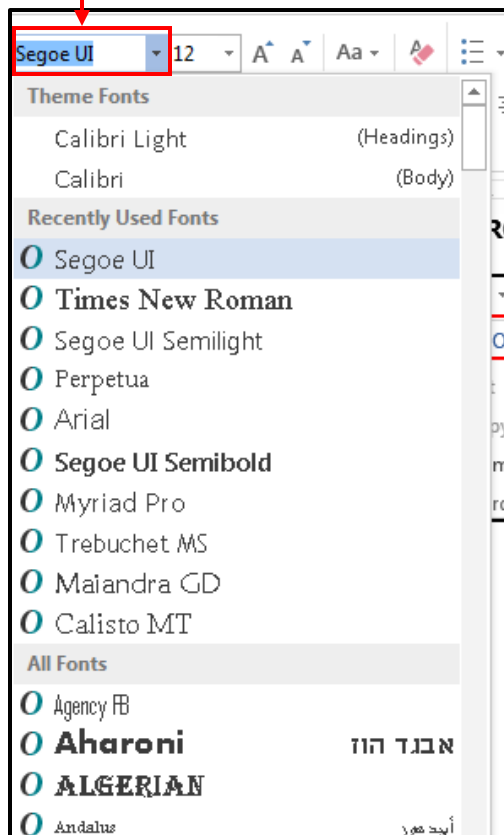 Segoe UI 12 A A Aa
Theme Fonts
Calibri Light (Headings)
Calibri (Body)
Recently Used Fonts
O Segoe UI
O Times New Roman
O Segoe UI Semilight
O Perpetua
O Arial
O Segoe UI Semibold
O Myriad Pro
O Trebuchet MS
O Maiandra GD
O Calisto MT
All Fonts
O Agency FB
O Aharoni אבגד הוז
O ALGERIAN
O Andalus أبجد هوز